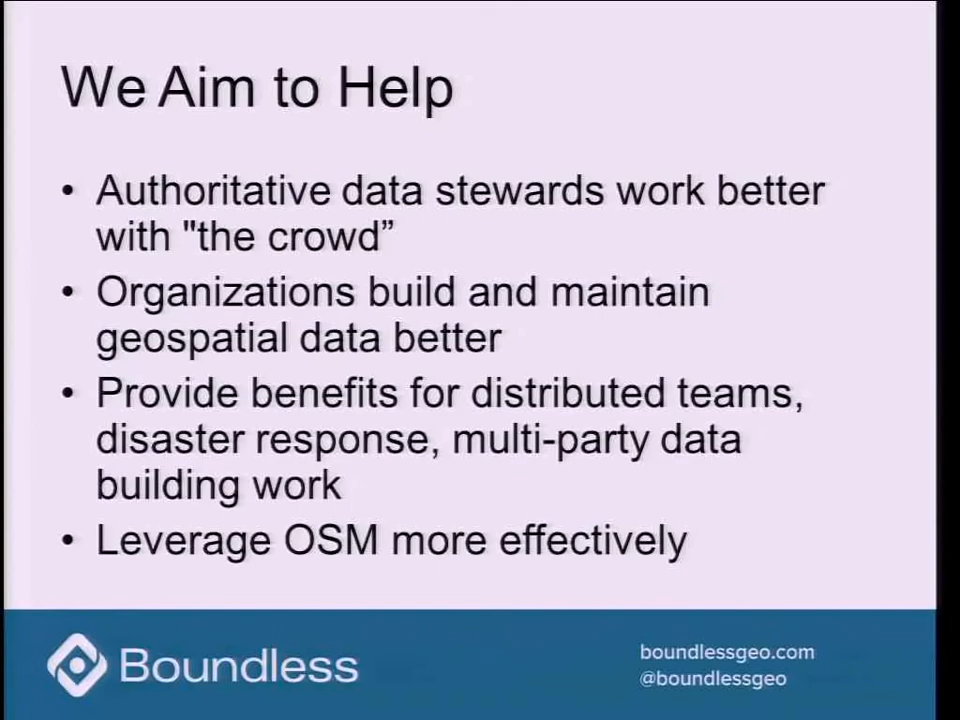 We Aim to Help
• Authoritative data stewards work better
with "the crowd”
• Organizations build and maintain
geospatial data better
• Provide benefits for distributed teams,
disaster response, multi-party data
building work
• Leverage OSM more effectively
Boundless
boundlessgeo.com
@boundlessgeo